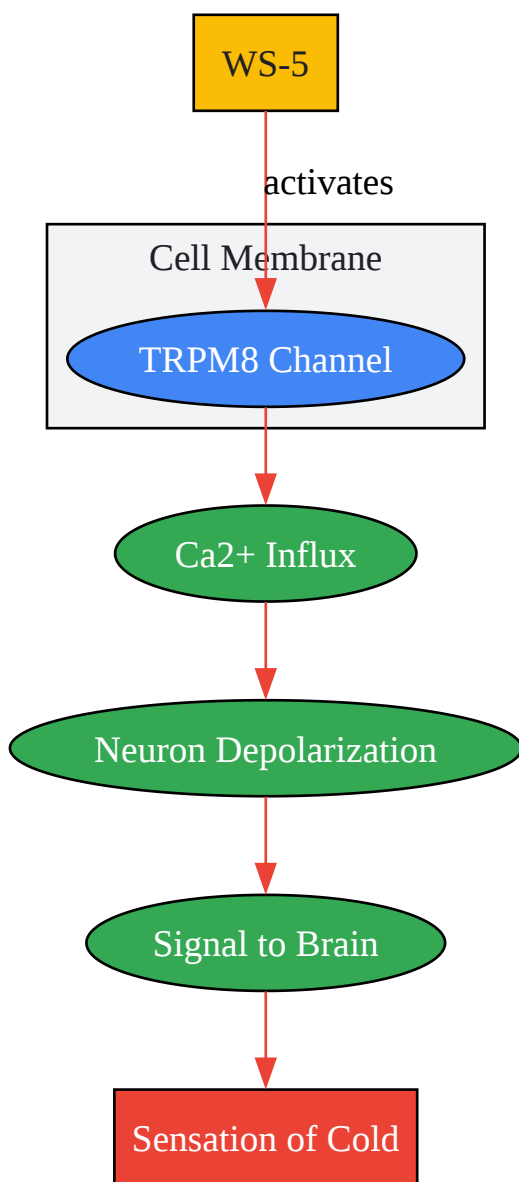 WS-5
activates
Cell Membrane
TRPM8 Channel
Ca2+ Influx
Neuron Depolarization
Signal to Brain
Sensation of Cold